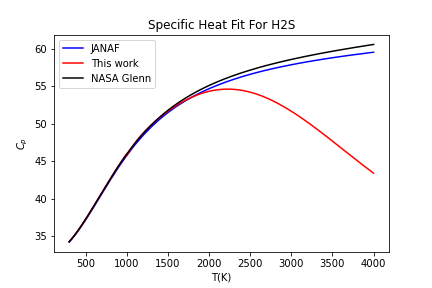 Specific Heat Fit For H2S
JANAF
This work
NASA Glenn
60
55
50
45
40
35
C_p
500 1000 1500 2000 2500 3000 3500 4000
T(K)